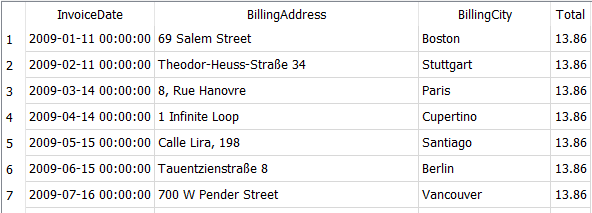 InvoiceDate BillingAddress BillingCity Total
1 2009-01-11 00:00:00 69 Salem Street Boston 13.86
2 2009-02-11 00:00:00 Theodor-Heuss-Straße 34 Stuttgart 13.86
3 2009-03-14 00:00:00 8, Rue Hanovre Paris 13.86
4 2009-04-14 00:00:00 1 Infinite Loop Cupertino 13.86
5 2009-05-15 00:00:00 Calle Lira, 198 Santiago 13.86
6 2009-06-15 00:00:00 Tauentzienstraße 8 Berlin 13.86
7 2009-07-16 00:00:00 700 W Pender Street Vancouver 13.86